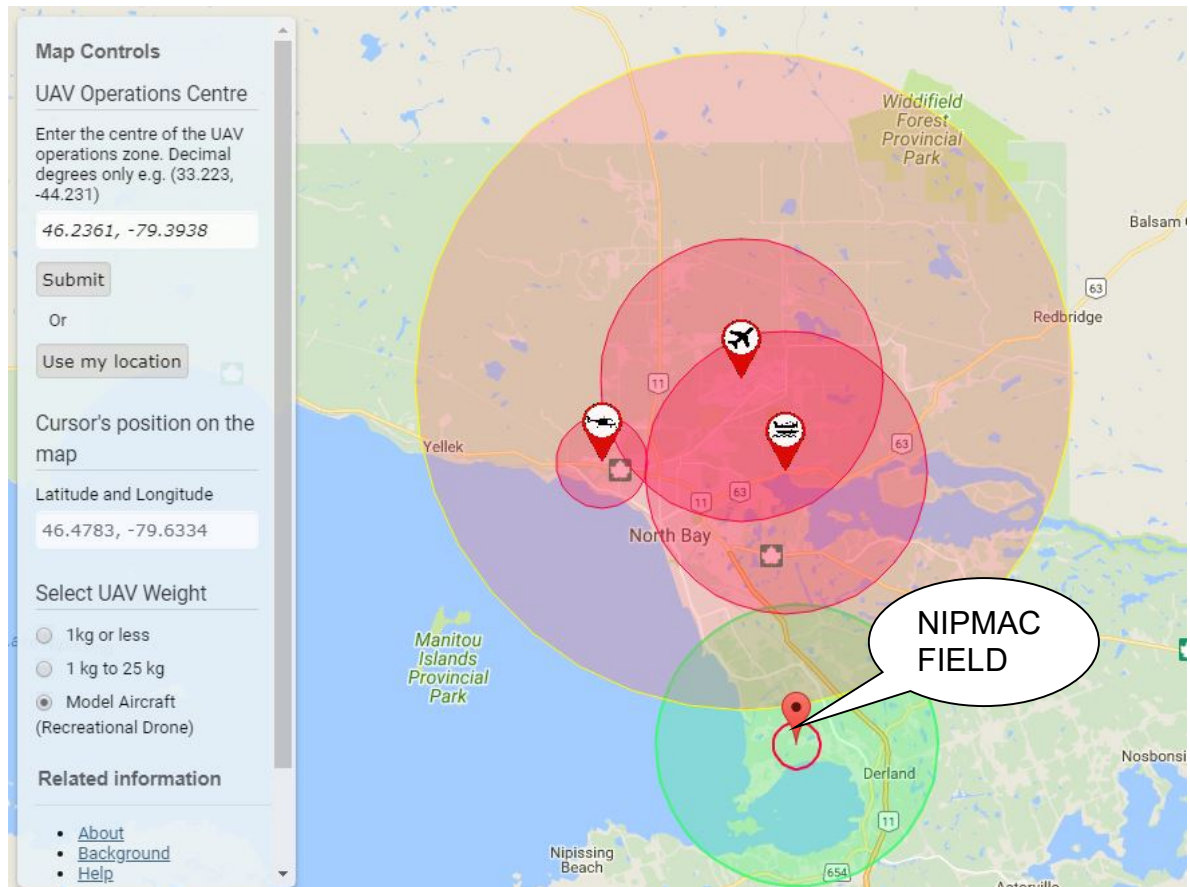 Map Controls
UAV Operations Centre
Enter the centre of the UAV
operations zone. Decimal
degrees only e.g. (33.223,
-44.231)
46.2361, -79.3938
Submit
Or
Use my location
Cursor's position on the
map
Latitude and Longitude
46.4783, -79.6334
Select UAV Weight
1kg or less
1 kg to 25 kg
Model Aircraft
(Recreational Drone)
Related information
About
Background
Help
Widdifield
Forest
Provincial
Park
Balsam
63
Redbridge
11
Yellek
63
11
63
North Bay
Manitou
Islands
Provincial
Park
NIPMAC
FIELD
Derland
Nosbonsi
11
Nipissing
Beach
654